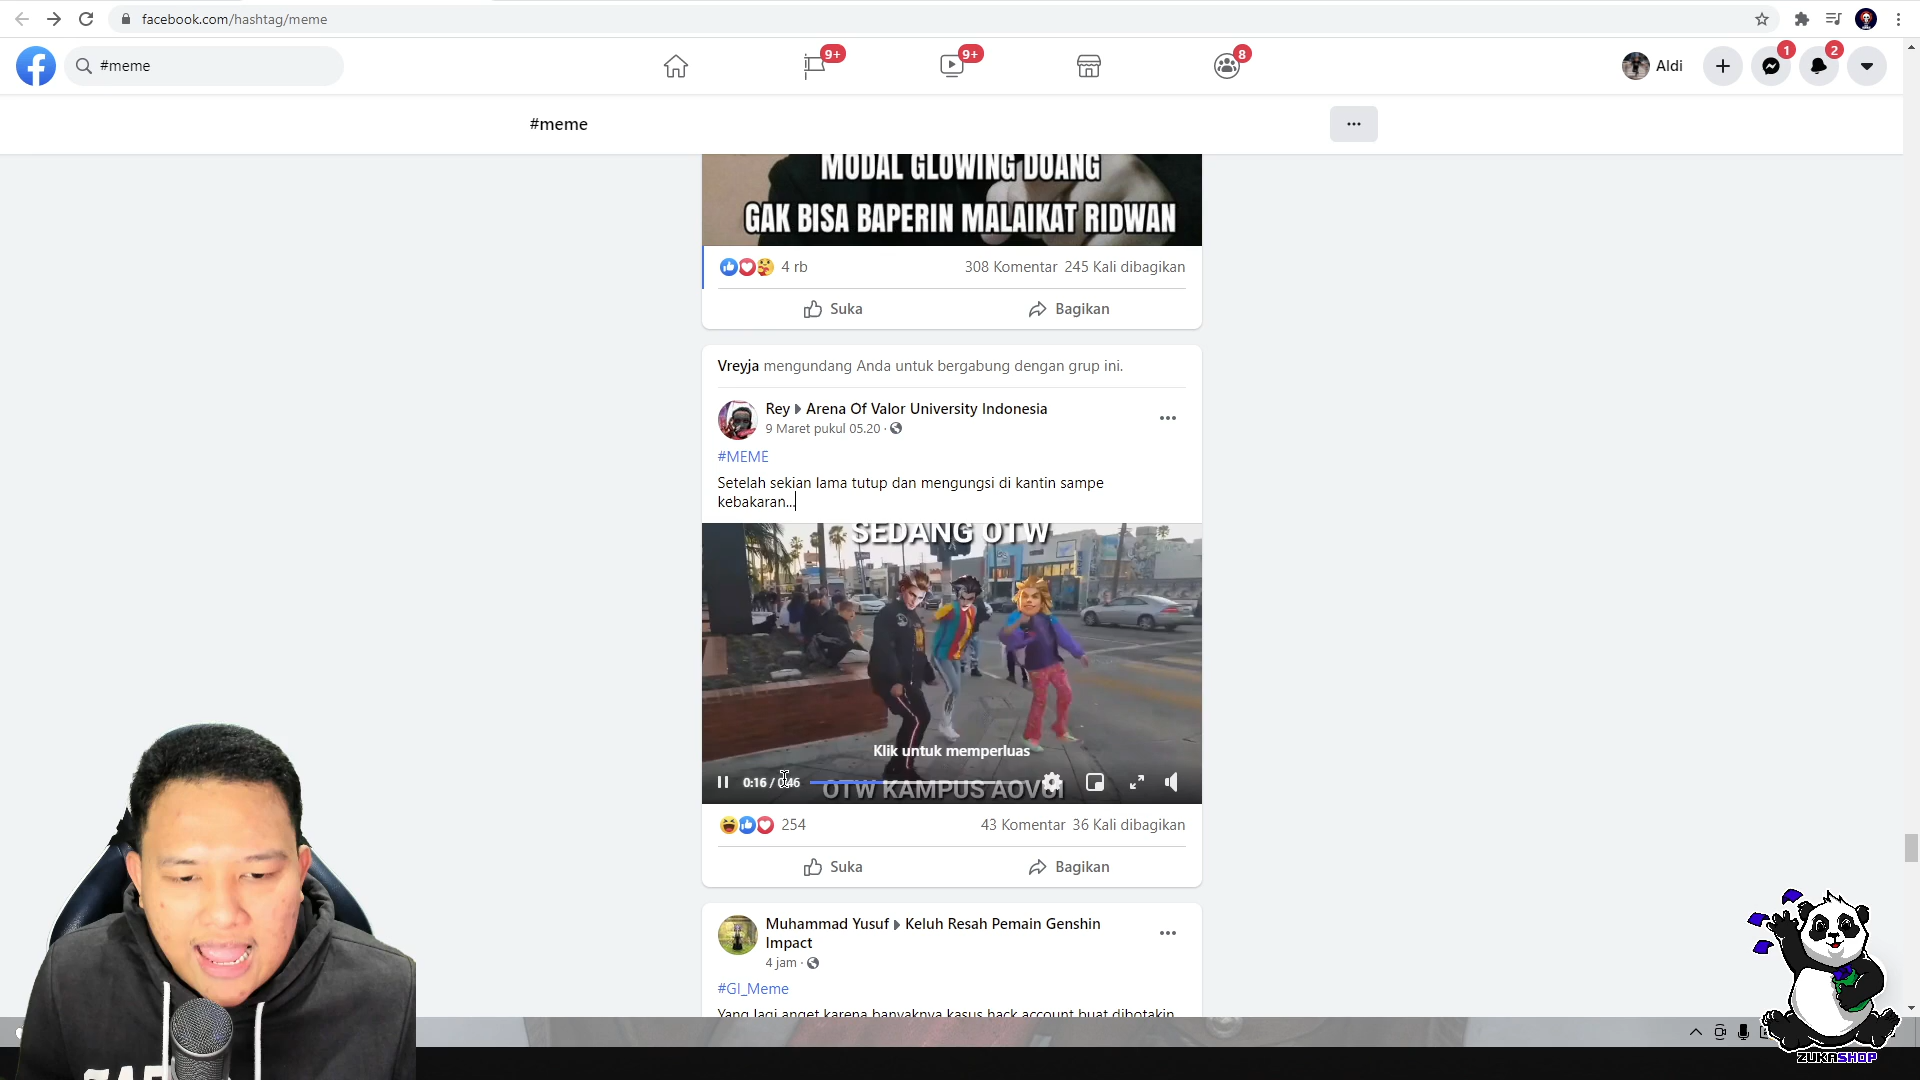 facebook.com/hashtag/meme
#meme
9+
9+
8
Aldi
1
2
#meme
MODAL GLOWING DOANG
GAK BISA BAPERIN MALAIKAT RIDWAN
4 rb
308 Komentar 245 Kali dibagikan
Suka
Bagikan
Vreyja mengundang Anda untuk bergabung dengan grup ini.
Rey Arena Of Valor University Indonesia
9 Maret pukul 05.20 ·
#MEME
Setelah sekian lama tutup dan mengungsi di kantin sampe
kebakaran...
SEDANG OTW
Klik untuk memperluas
0:16 / 0:46
OTW KAMPUS AOVUI
254
43 Komentar 36 Kali dibagikan
Suka
Bagikan
Muhammad Yusuf Keluh Resah Pemain Genshin
Impact
4 jam ·
#GI_Meme
Yang lagi anget karena banyaknya kasus hack account buat dibotakin
ZUKASHOP